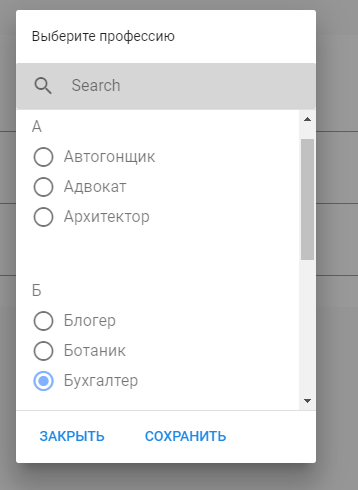 Выберите профессию
Search
А
Автогонщик
Адвокат
Архитектор
Б
Блогер
Ботаник
Бухгалтер
ЗАКРЫТЬ СОХРАНИТЬ